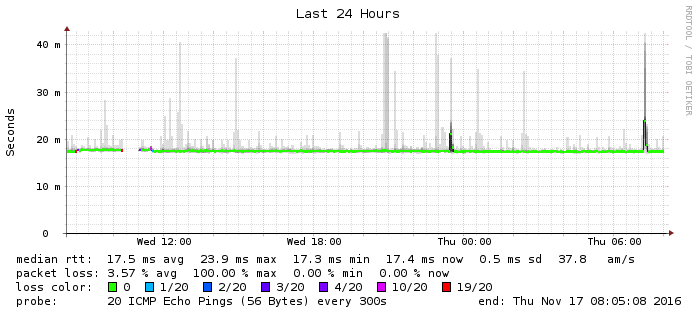 Last 24 Hours
RRDTOOL / TOBI OETIKER
Seconds
40 m
30 m
20 m
10 m
0
Wed 12:00 Wed 18:00 Thu 00:00 Thu 06:00
median rtt: 17.5 ms avg 23.9 ms max 17.3 ms min 17.4 ms now 0.5 ms sd 37.8 am/s
packet loss: 3.57 % avg 100.00 % max 0.00 % min 0.00 % now
loss color: 0 1/20 2/20 3/20 4/20 10/20 19/20
probe: 20 ICMP Echo Pings (56 Bytes) every 300s end: Thu Nov 17 08:05:08 2016